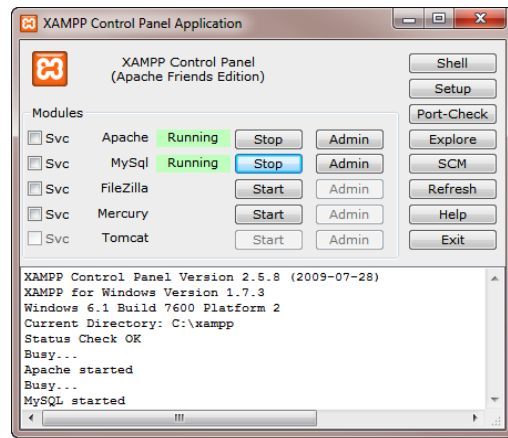 XAMPP Control Panel Application
XAMPP Control Panel
(Apache Friends Edition)
Shell
Setup
Port-Check
Modules
Svc Apache Running Stop Admin Explore
Svc MySql Running Stop Admin SCM
Svc FileZilla Start Admin Refresh
Svc Mercury Start Admin Help
Svc Tomcat Start Admin Exit
XAMPP Control Panel Version 2.5.8 (2009-07-28)
XAMPP for Windows Version 1.7.3
Windows 6.1 Build 7600 Platform 2
Current Directory: C:\xampp
Status Check OK
Busy...
Apache started
Busy...
MySQL started